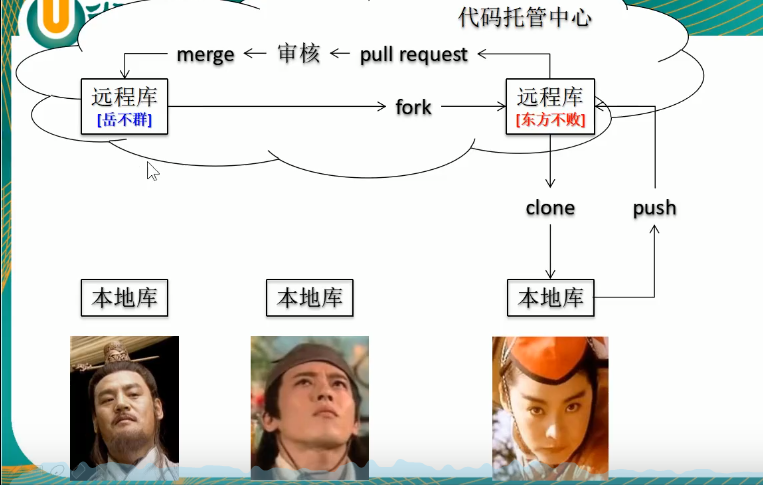 代码托管中心
merge
审核
pull request
远程库
[岳不群]
fork
远程库
[东方不败]
clone
push
本地库
本地库
本地库